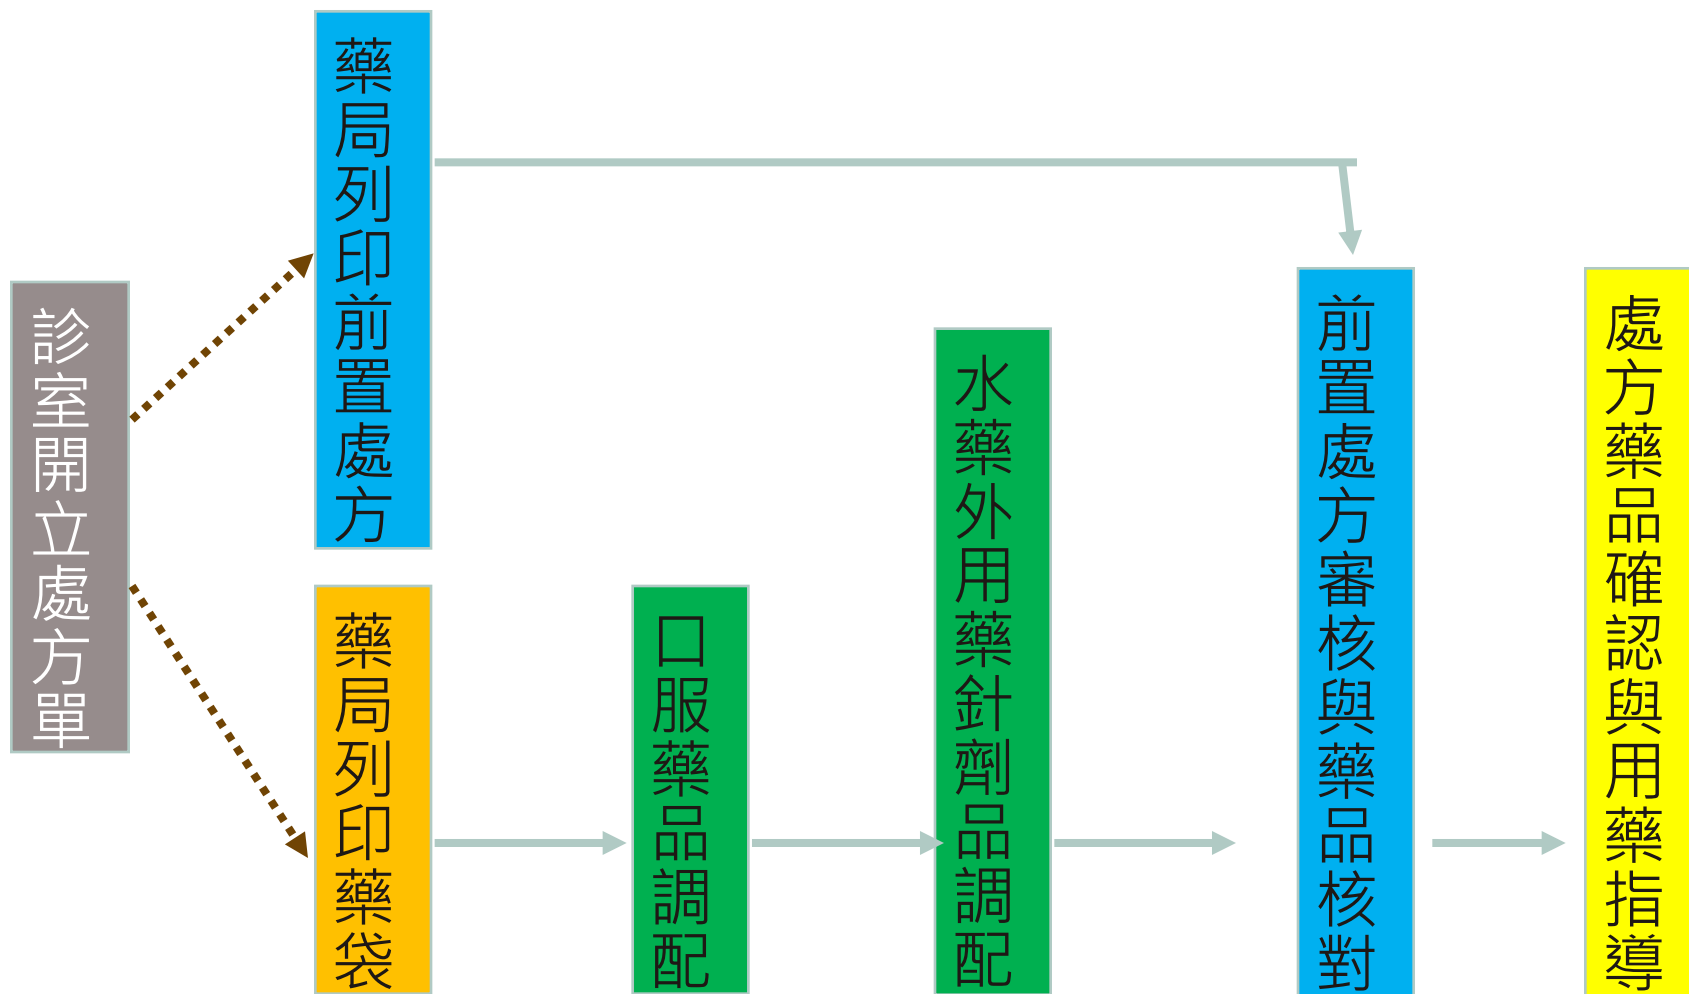 診室開立處方單
藥局列印前置處方
藥局列印藥袋
口服藥品調配
水藥外用藥針劑品調配
前置處方審核與藥品核對
處方藥品確認與用藥指導